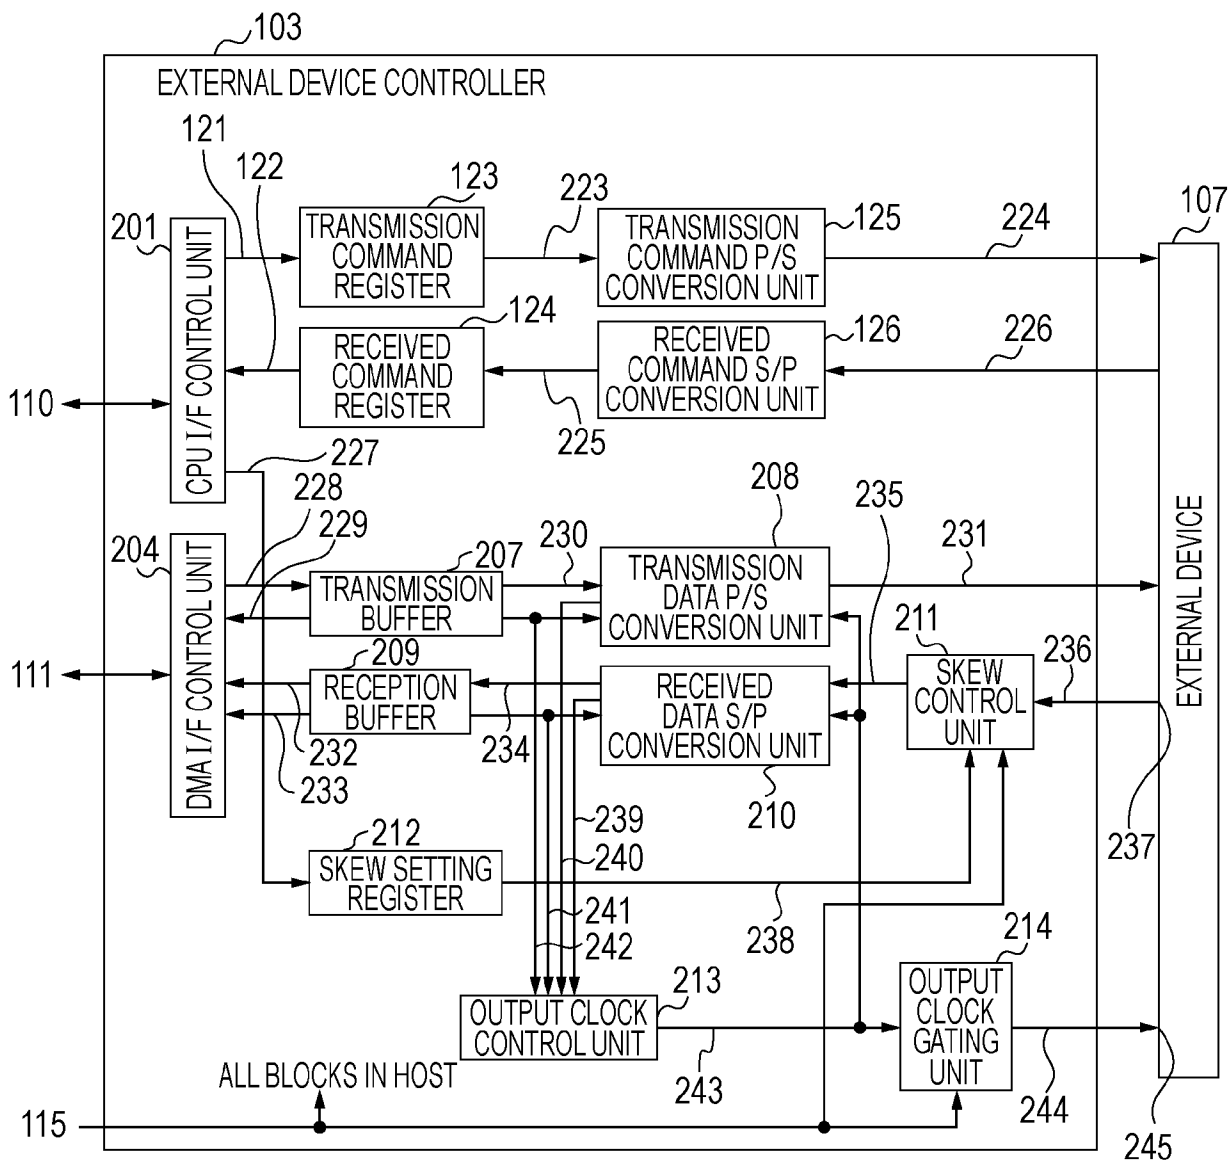 103
EXTERNAL DEVICE CONTROLLER
121
122
123
223
125
224
107
201
CPU I/F CONTROL UNIT
TRANSMISSION
COMMAND
REGISTER
TRANSMISSION
COMMAND P/S
CONVERSION UNIT
124
126
226
RECEIVED
COMMAND
REGISTER
RECEIVED
COMMAND S/P
CONVERSION UNIT
110
225
227
228
229
208
235
204
DMA I/F CONTROL UNIT
207
230
231
TRANSMISSION
BUFFER
TRANSMISSION
DATA P/S
CONVERSION UNIT
EXTERNAL DEVICE
211
236
209
111
RECEPTION
BUFFER
RECEIVED
DATA S/P
CONVERSION UNIT
SKEW
CONTROL
UNIT
232
233
234
210
239
237
212
240
SKEW SETTING
REGISTER
241
242
238
214
213
OUTPUT CLOCK
CONTROL UNIT
OUTPUT
CLOCK
GATING
UNIT
243
244
ALL BLOCKS IN HOST
115
245